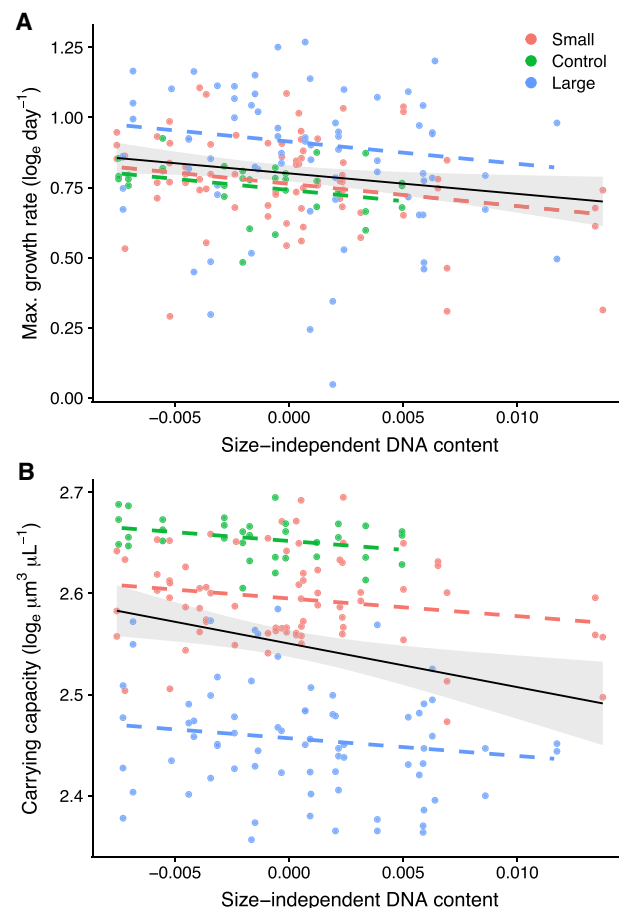 A
Max. growth rate (logₑ day⁻¹)
1.25
1.00
0.75
0.50
0.25
0.00
Small
Control
Large
−0.005 0.000 0.005 0.010
Size−independent DNA content
B
Carrying capacity (logₑ μm³ μL⁻¹)
2.7
2.6
2.5
2.4
−0.005 0.000 0.005 0.010
Size−independent DNA content